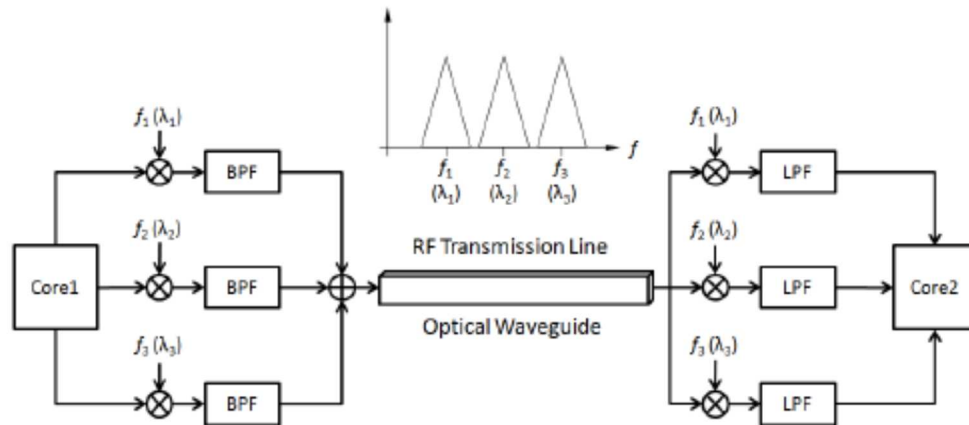 f
f₁ f₂ f₃
(λ₁) (λ₂) (λ₃)
f₁ (λ₁)
BPF
f₂ (λ₂)
Core1
BPF
f₃ (λ₃)
BPF
RF Transmission Line
Optical Waveguide
f₁ (λ₁)
LPF
f₂ (λ₂)
LPF
Core2
f₃ (λ₃)
LPF